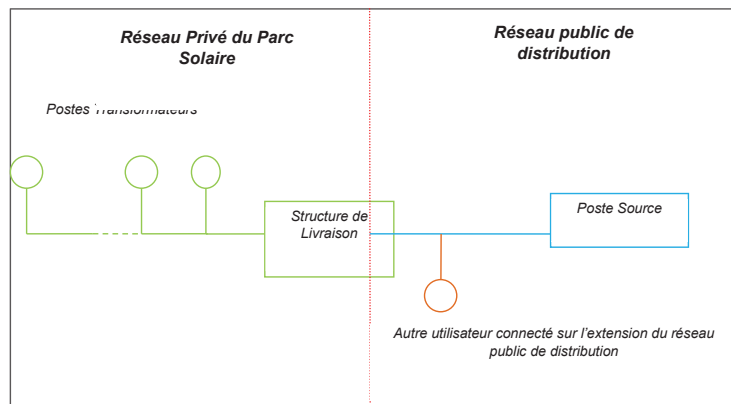 Réseau Privé du Parc
Solaire
Réseau public de
distribution
Postes Transformateurs
Structure de
Livraison
Poste Source
Autre utilisateur connecté sur l'extension du réseau
public de distribution